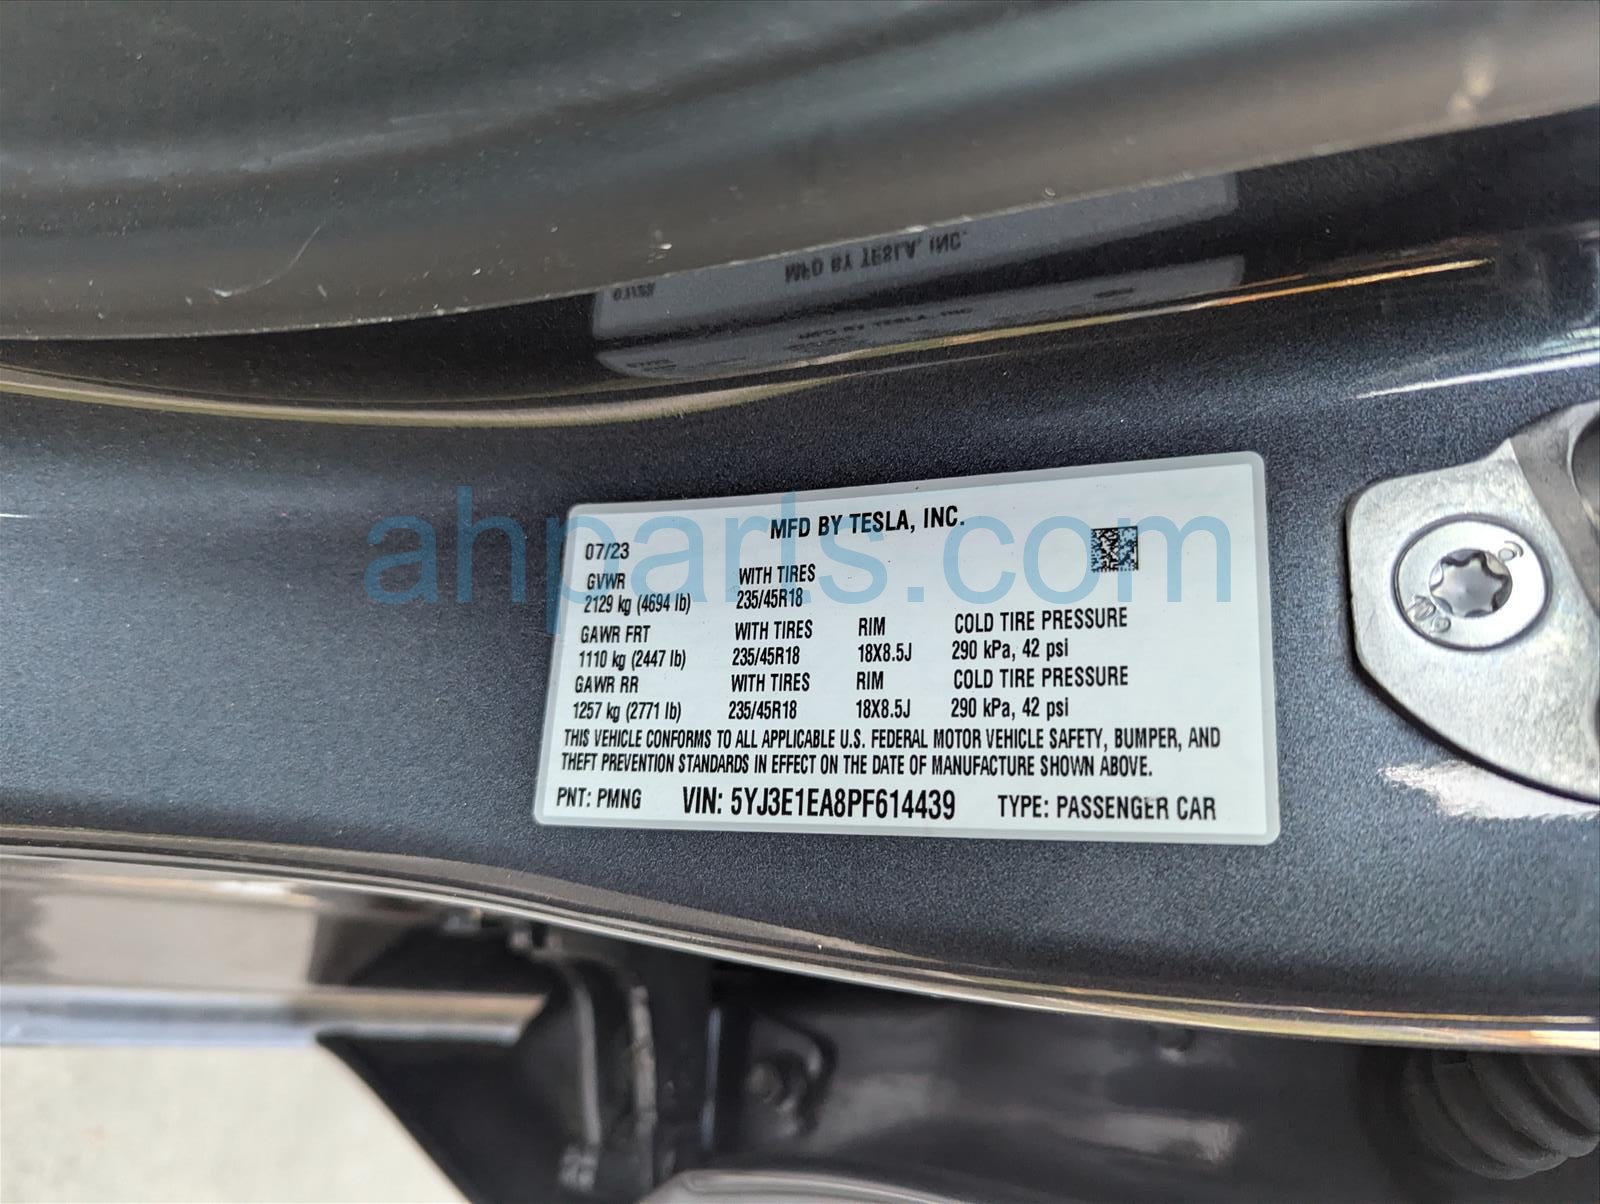 MFD BY TESLA, INC.
07/23
GVWR WITH TIRES
2129 kg (4694 lb) 235/45R18
GAWR FRT WITH TIRES RIM COLD TIRE PRESSURE
1110 kg (2447 lb) 235/45R18 18X8.5J 290 kPa, 42 psi
GAWR RR WITH TIRES RIM COLD TIRE PRESSURE
1257 kg (2771 lb) 235/45R18 18X8.5J 290 kPa, 42 psi
THIS VEHICLE CONFORMS TO ALL APPLICABLE U.S. FEDERAL MOTOR VEHICLE SAFETY, BUMPER, AND
THEFT PREVENTION STANDARDS IN EFFECT ON THE DATE OF MANUFACTURE SHOWN ABOVE.
PNT: PMNG VIN: 5YJ3E1EA8PF614439 TYPE: PASSENGER CAR
ahparts.com